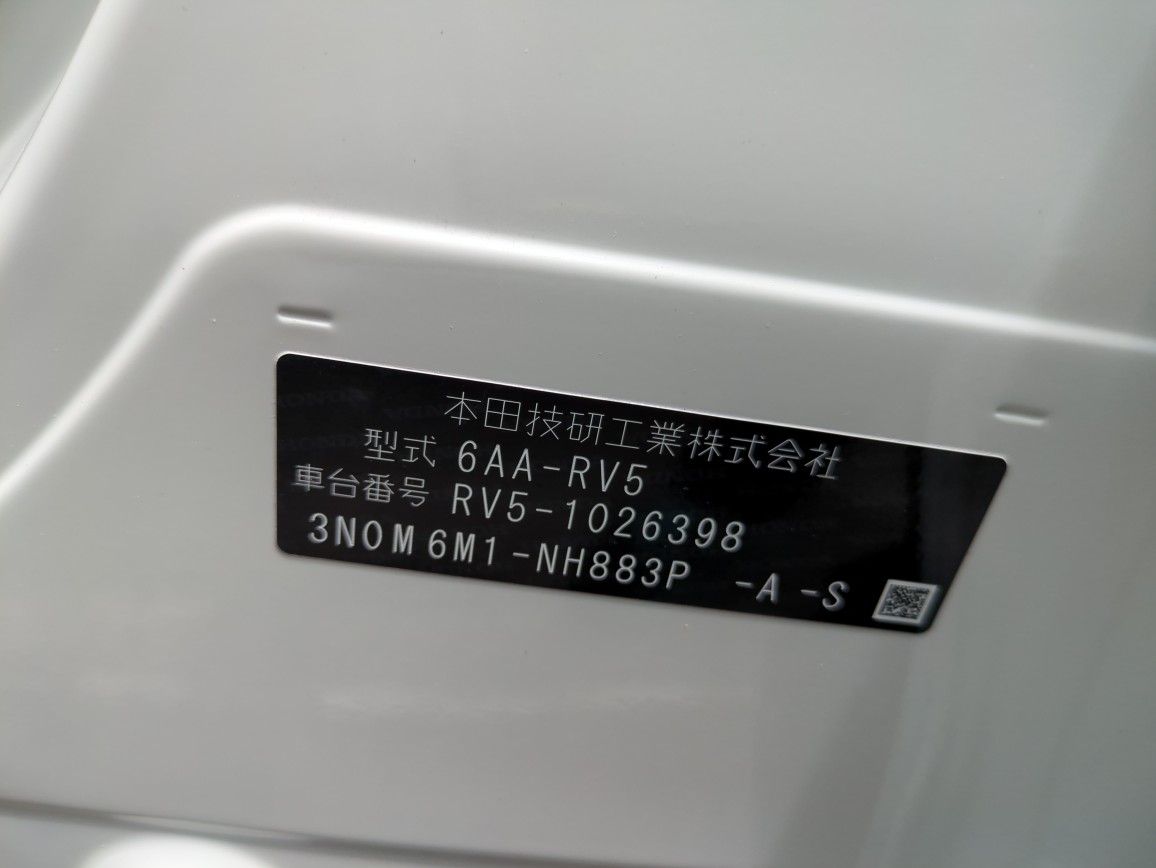 本田技研工業株式会社
型式 6AA-RV5
車台番号 RV5-1026398
3N0M6M1-NH883P -A -S